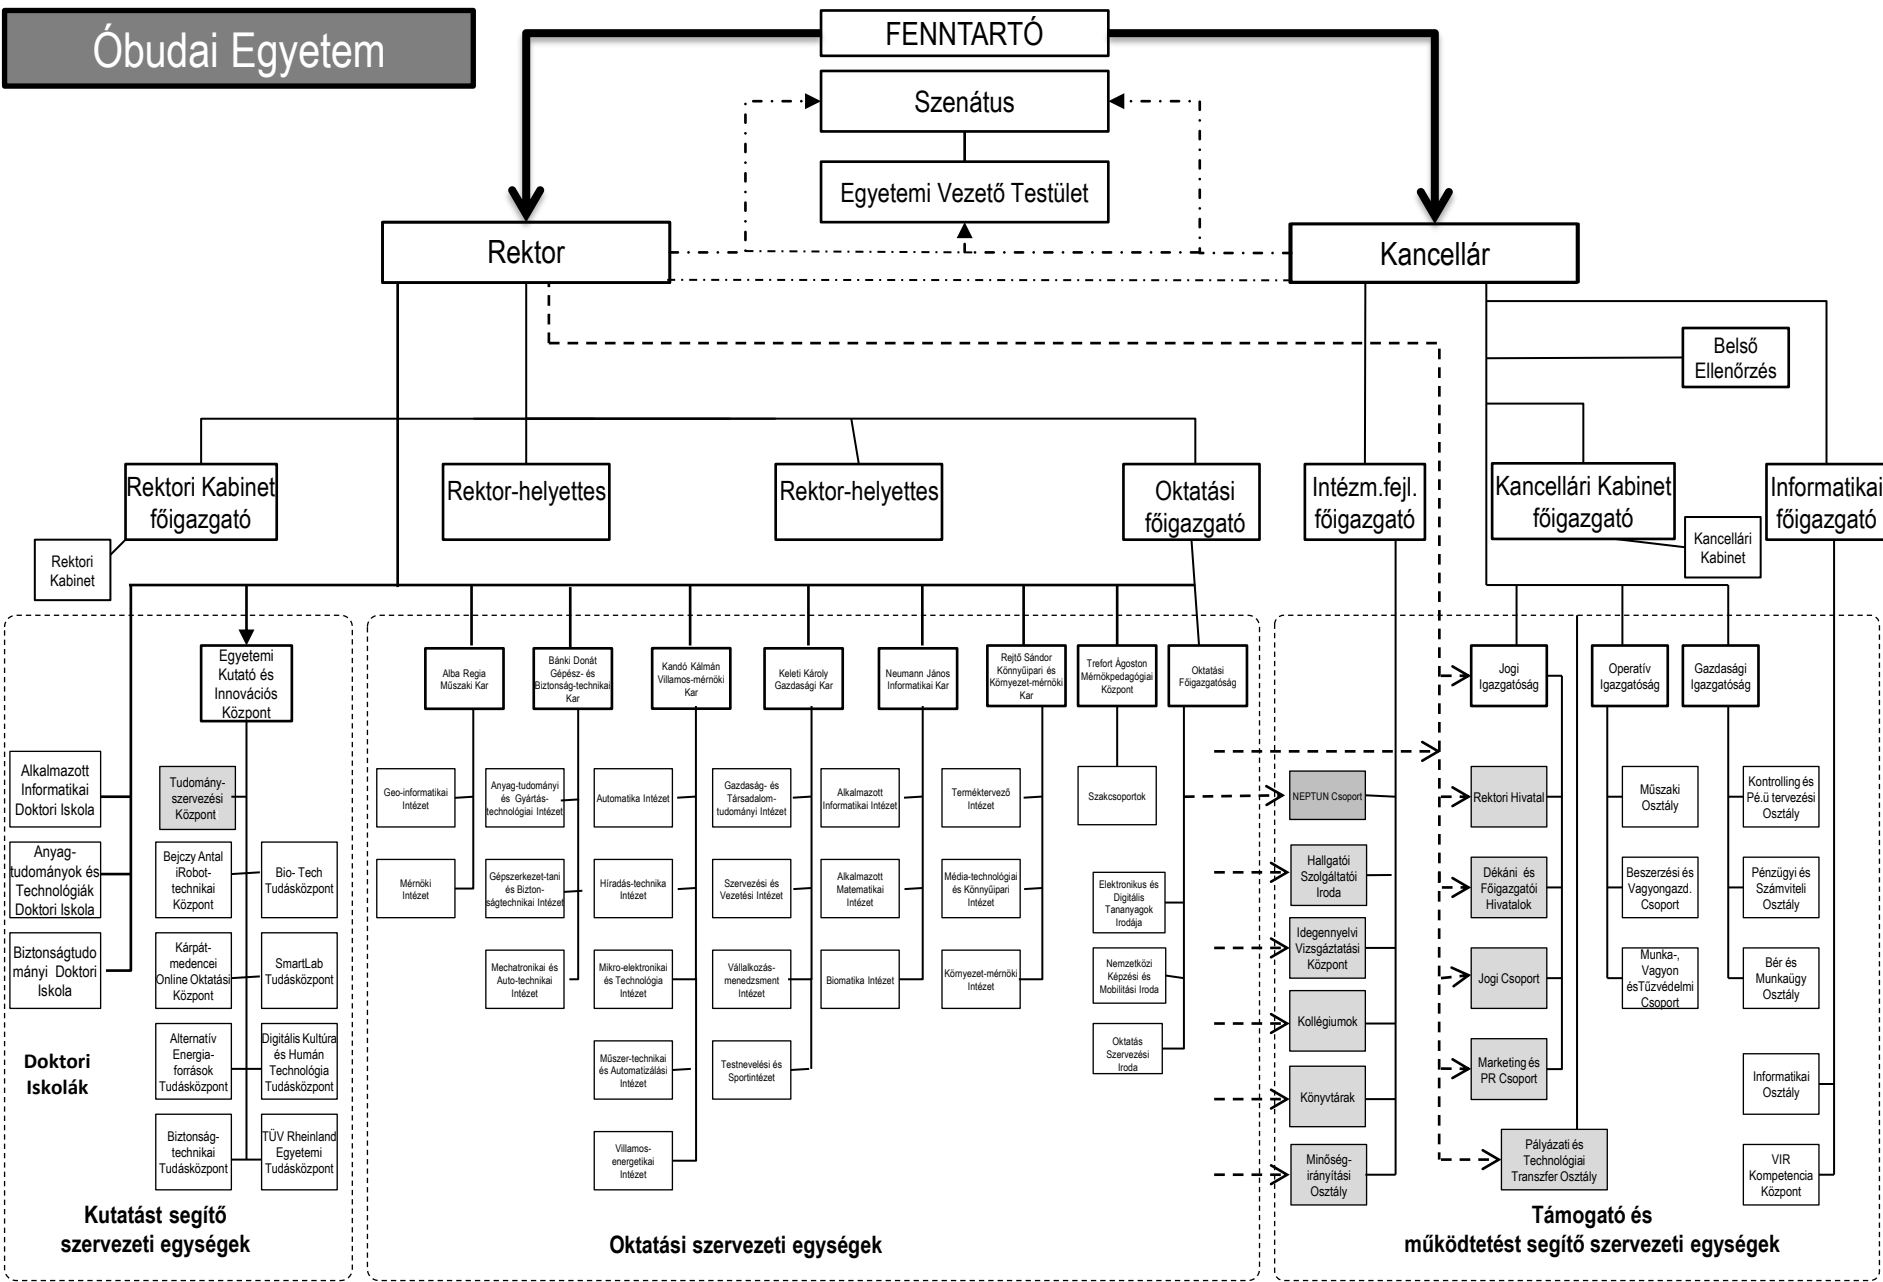 Óbudai Egyetem
FENNTARTÓ
Szenátus
Egyetemi Vezető Testület
Rektor
Kancellár
Belső
Ellenőrzés
Rektori Kabinet
főigazgató
Rektor-helyettes
Rektor-helyettes
Oktatási
főigazgató
Intézm.fejl.
főigazgató
Kancellári Kabinet
főigazgató
Informatikai
főigazgató
Rektori
Kabinet
Kancellári
Kabinet
Egyetemi
Kutató és
Innovációs
Központ
Alba Regia
Műszaki Kar
Bánki Donát
Gépész- és
Biztonság-technikai
Kar
Kandó Kálmán
Villamos-mérnöki
Kar
Keleti Károly
Gazdasági Kar
Neumann János
Informatikai Kar
Rejtő Sándor
Könnyűipari és
Környezet-mérnöki
Kar
Trefort Ágoston
Mérnökpedagógiai
Központ
Oktatási
Főigazgatóság
Jogi
Igazgatóság
Operatív
Igazgatóság
Gazdasági
Igazgatóság
Alkalmazott
Informatikai
Doktori Iskola
Tudomány-
szervezési
Központ
Geo-informatikai
Intézet
Anyag-tudományi
és Gyártás-
technológiai Intézet
Automatika Intézet
Gazdaság- és
Társadalom-
tudományi Intézet
Alkalmazott
Informatikai Intézet
Terméktervező
Intézet
Szakcsoportok
NEPTUN Csoport
Rektori Hivatal
Műszaki
Osztály
Kontrolling és
Pé.ü tervezési
Osztály
Anyag-
tudományok és
Technológiák
Doktori Iskola
Bejczy Antal
iRobot-
technikai
Központ
Bio- Tech
Tudásközpont
Mérnöki
Intézet
Gépszerkezet-tani
és Bizton-
ságtechnikai Intézet
Híradás-technika
Intézet
Szervezési és
Vezetési Intézet
Alkalmazott
Matematikai
Intézet
Média-technológiai
és Könnyűipari
Intézet
Elektronikus és
Digitális
Tananyagok
Irodája
Hallgatói
Szolgáltatói
Iroda
Dékáni és
Főigazgatói
Hivatalok
Beszerzési és
Vagyongazd.
Csoport
Pénzügyi és
Számviteli
Osztály
Biztonságtudo
mányi Doktori
Iskola
Kárpát-
medencei
Online Oktatási
Központ
SmartLab
Tudásközpont
Mechatronikai és
Auto-technikai
Intézet
Mikro-elektronikai
és Technológia
Intézet
Vállalkozás-
menedzsment
Intézet
Biomatika Intézet
Környezet-mérnöki
Intézet
Nemzetközi
Képzési és
Mobilitási Iroda
Idegennyelvi
Vizsgáztatási
Központ
Jogi Csoport
Munka-,
Vagyon
ésTűzvédelmi
Csoport
Bér és
Munkaügy
Osztály
Doktori
Iskolák
Alternatív
Energia-
források
Tudásközpont
Digitális Kultúra
és Humán
Technológia
Tudásközpont
Műszer-technikai
és Automatizálási
Intézet
Testnevelési és
Sportintézet
Oktatás
Szervezési
Iroda
Kollégiumok
Marketing és
PR Csoport
Informatikai
Osztály
Könyvtárak
Biztonság-
technikai
Tudásközpont
TÜV Rheinland
Egyetemi
Tudásközpont
Villamos-
energetikai
Intézet
Minőség-
irányítási
Osztály
Pályázati és
Technológiai
Transzfer Osztály
VIR
Kompetencia
Központ
Kutatást segítő
szervezeti egységek
Oktatási szervezeti egységek
Támogató és
működtetést segítő szervezeti egységek